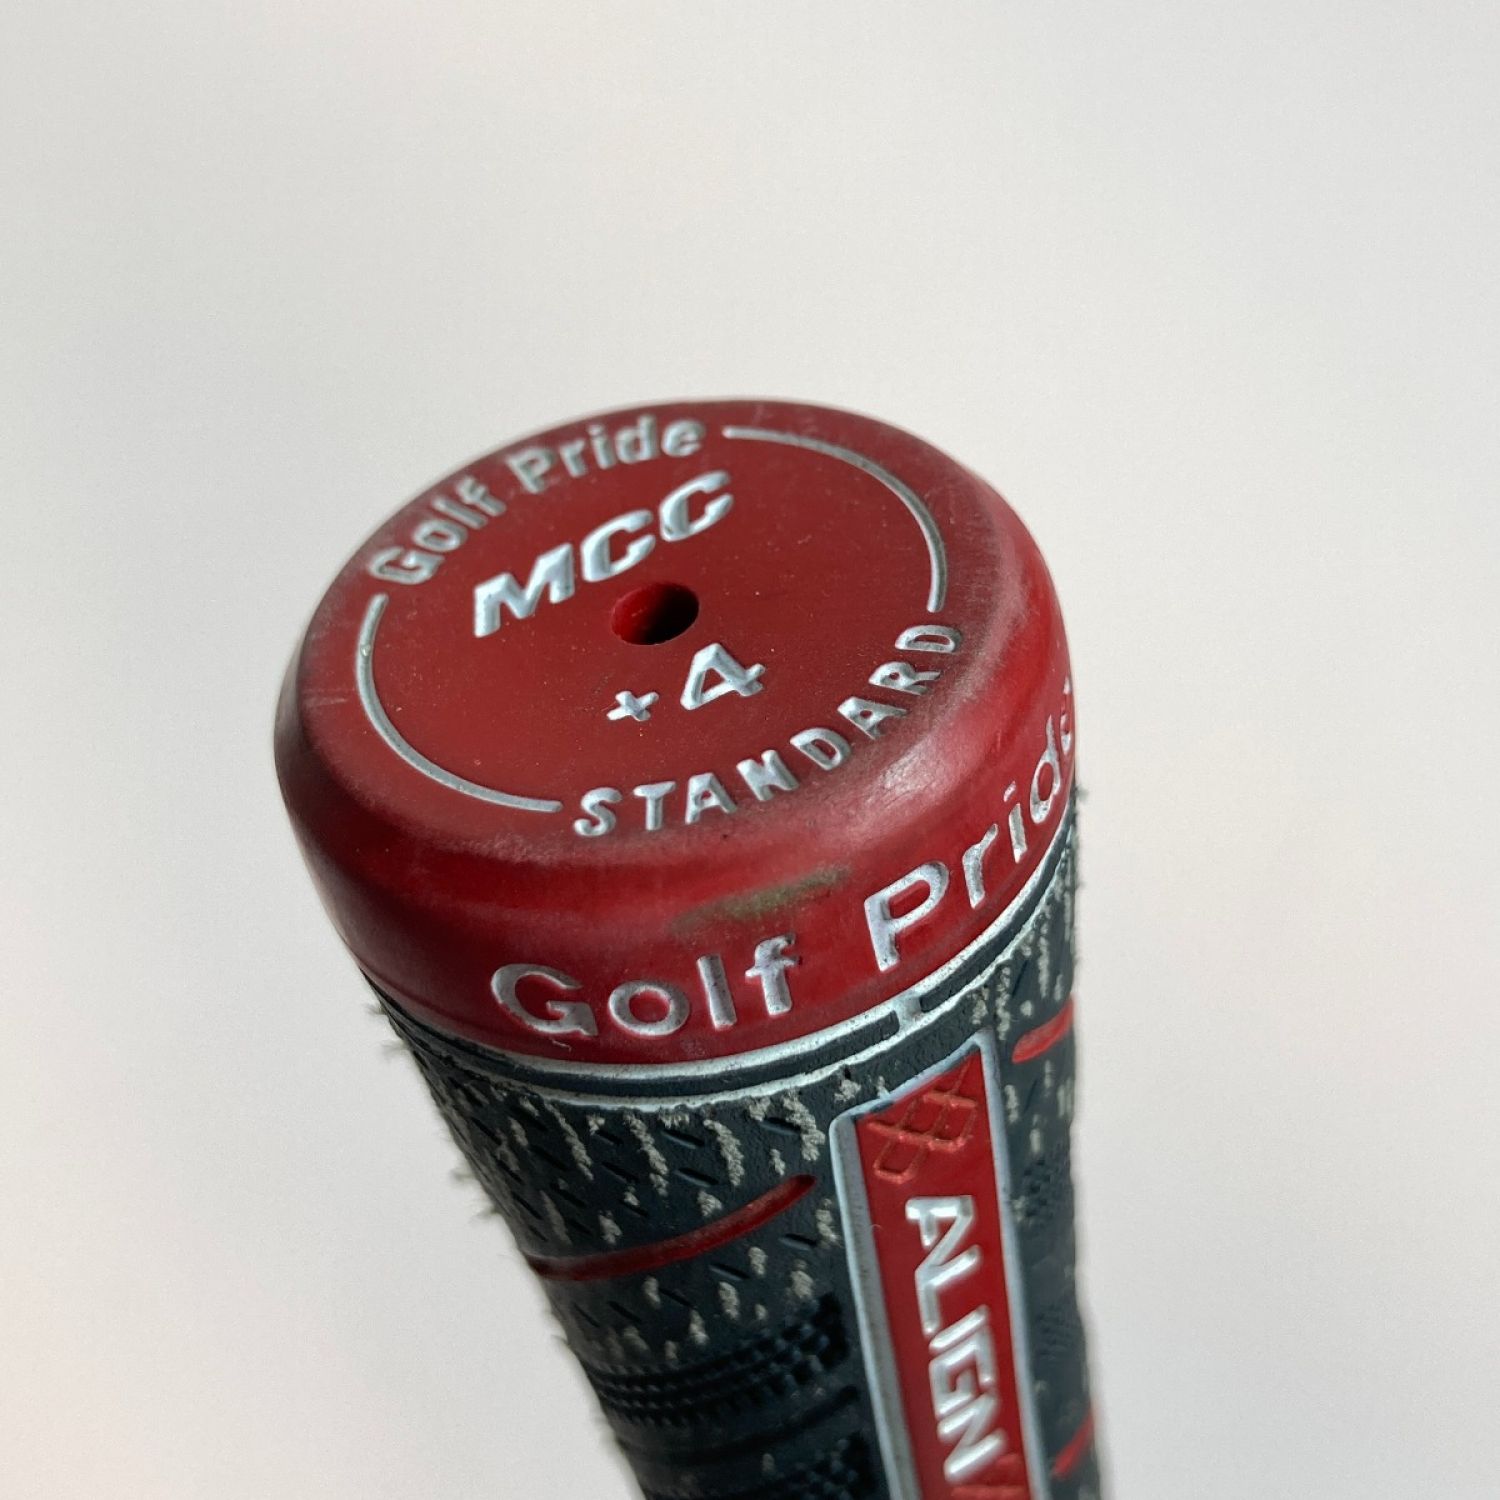 Golf Pride
MCC
+4
STANDARD
Golf Pride
ALIGN